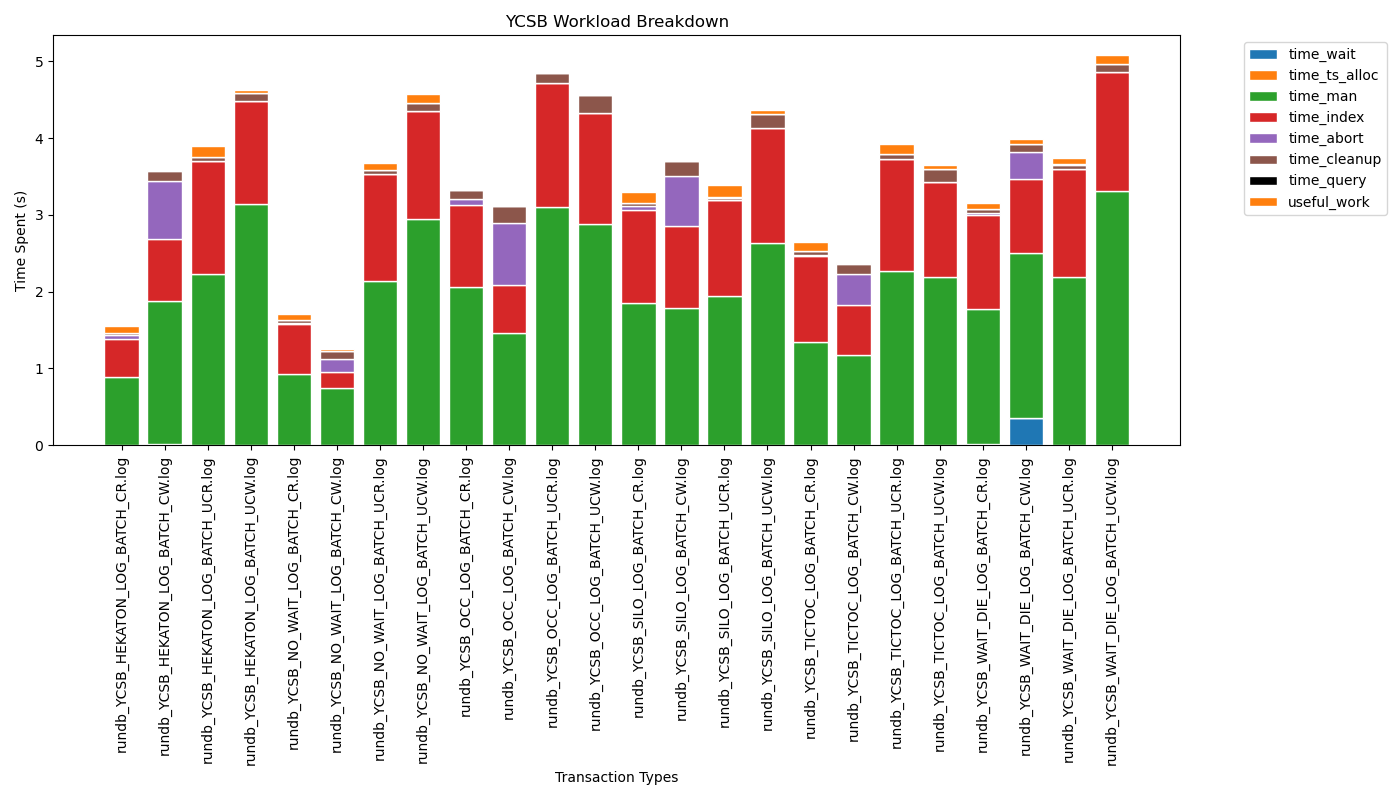 YCSB Workload Breakdown
Time Spent (s)
5
4
3
2
1
0
rundb_YCSB_HEKATON_LOG_BATCH_CR.log
rundb_YCSB_HEKATON_LOG_BATCH_CW.log
rundb_YCSB_HEKATON_LOG_BATCH_UCR.log
rundb_YCSB_HEKATON_LOG_BATCH_UCW.log
rundb_YCSB_NO_WAIT_LOG_BATCH_CR.log
rundb_YCSB_NO_WAIT_LOG_BATCH_CW.log
rundb_YCSB_NO_WAIT_LOG_BATCH_UCR.log
rundb_YCSB_NO_WAIT_LOG_BATCH_UCW.log
rundb_YCSB_OCC_LOG_BATCH_CR.log
rundb_YCSB_OCC_LOG_BATCH_CW.log
rundb_YCSB_OCC_LOG_BATCH_UCR.log
rundb_YCSB_OCC_LOG_BATCH_UCW.log
rundb_YCSB_SILO_LOG_BATCH_CR.log
rundb_YCSB_SILO_LOG_BATCH_CW.log
rundb_YCSB_SILO_LOG_BATCH_UCR.log
rundb_YCSB_SILO_LOG_BATCH_UCW.log
rundb_YCSB_TICTOC_LOG_BATCH_CR.log
rundb_YCSB_TICTOC_LOG_BATCH_CW.log
rundb_YCSB_TICTOC_LOG_BATCH_UCR.log
rundb_YCSB_TICTOC_LOG_BATCH_UCW.log
rundb_YCSB_WAIT_DIE_LOG_BATCH_CR.log
rundb_YCSB_WAIT_DIE_LOG_BATCH_CW.log
rundb_YCSB_WAIT_DIE_LOG_BATCH_UCR.log
rundb_YCSB_WAIT_DIE_LOG_BATCH_UCW.log
Transaction Types
time_wait
time_ts_alloc
time_man
time_index
time_abort
time_cleanup
time_query
useful_work